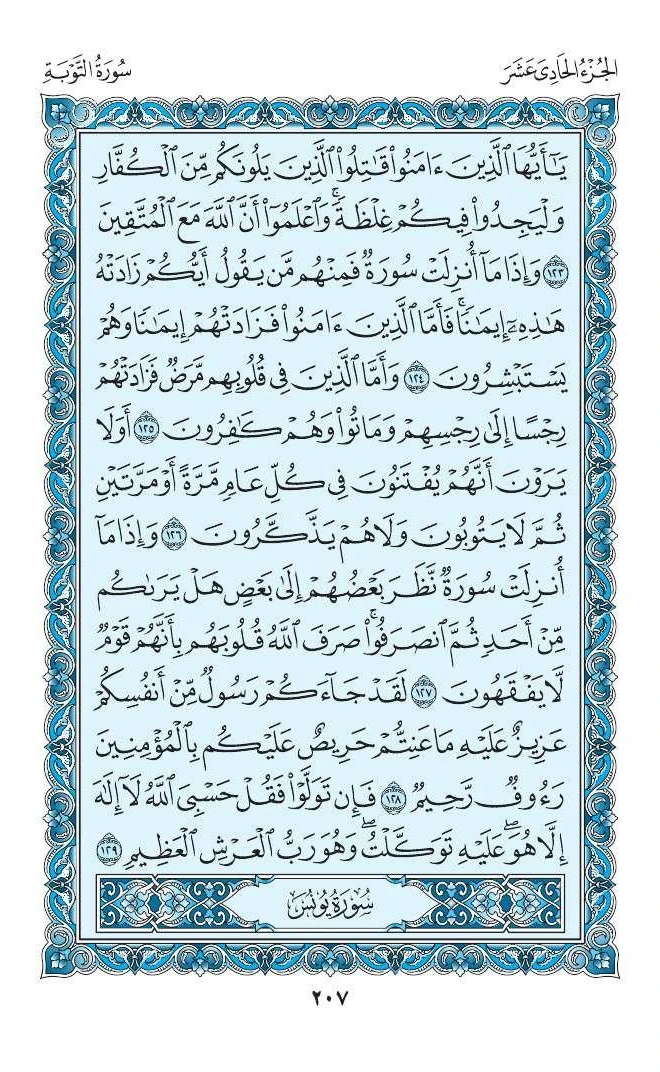 الجُزْءُ الحَادِىَ عَشَرَ
سُورَةُ التَّوْبَةِ
يَـٰٓأَيُّهَا ٱلَّذِينَ ءَامَنُوا۟ قَـٰتِلُوا۟ ٱلَّذِينَ يَلُونَكُم مِّنَ ٱلْكُفَّارِ
وَلْيَجِدُوا۟ فِيكُمْ غِلْظَةً ۚ وَٱعْلَمُوٓا۟ أَنَّ ٱللَّهَ مَعَ ٱلْمُتَّقِينَ
١٢٣ وَإِذَا مَآ أُنزِلَتْ سُورَةٌ فَمِنْهُم مَّن يَقُولُ أَيُّكُمْ زَادَتْهُ
هَـٰذِهِۦٓ إِيمَـٰنًا ۚ فَأَمَّا ٱلَّذِينَ ءَامَنُوا۟ فَزَادَتْهُمْ إِيمَـٰنًا وَهُمْ
يَسْتَبْشِرُونَ ١٢٤ وَأَمَّا ٱلَّذِينَ فِى قُلُوبِهِم مَّرَضٌ فَزَادَتْهُمْ
رِجْسًا إِلَىٰ رِجْسِهِمْ وَمَاتُوا۟ وَهُمْ كَـٰفِرُونَ ١٢٥ أَوَلَا
يَرَوْنَ أَنَّهُمْ يُفْتَنُونَ فِى كُلِّ عَامٍ مَّرَّةً أَوْ مَرَّتَيْنِ
ثُمَّ لَا يَتُوبُونَ وَلَا هُمْ يَذَّكَّرُونَ ١٢٦ وَإِذَا مَآ
أُنزِلَتْ سُورَةٌ نَّظَرَ بَعْضُهُمْ إِلَىٰ بَعْضٍ هَلْ يَرَىٰكُم
مِّنْ أَحَدٍ ثُمَّ ٱنصَرَفُوا۟ ۚ صَرَفَ ٱللَّهُ قُلُوبَهُم بِأَنَّهُمْ قَوْمٌ
لَّا يَفْقَهُونَ ١٢٧ لَقَدْ جَآءَكُمْ رَسُولٌ مِّنْ أَنفُسِكُمْ
عَزِيزٌ عَلَيْهِ مَا عَنِتُّمْ حَرِيصٌ عَلَيْكُم بِٱلْمُؤْمِنِينَ
رَءُوفٌ رَّحِيمٌ ١٢٨ فَإِن تَوَلَّوْا۟ فَقُلْ حَسْبِىَ ٱللَّهُ لَآ إِلَـٰهَ
إِلَّا هُوَ ۖ عَلَيْهِ تَوَكَّلْتُ ۖ وَهُوَ رَبُّ ٱلْعَرْشِ ٱلْعَظِيمِ ١٢٩
سُورَةُ يُونُسَ
٢٠٧